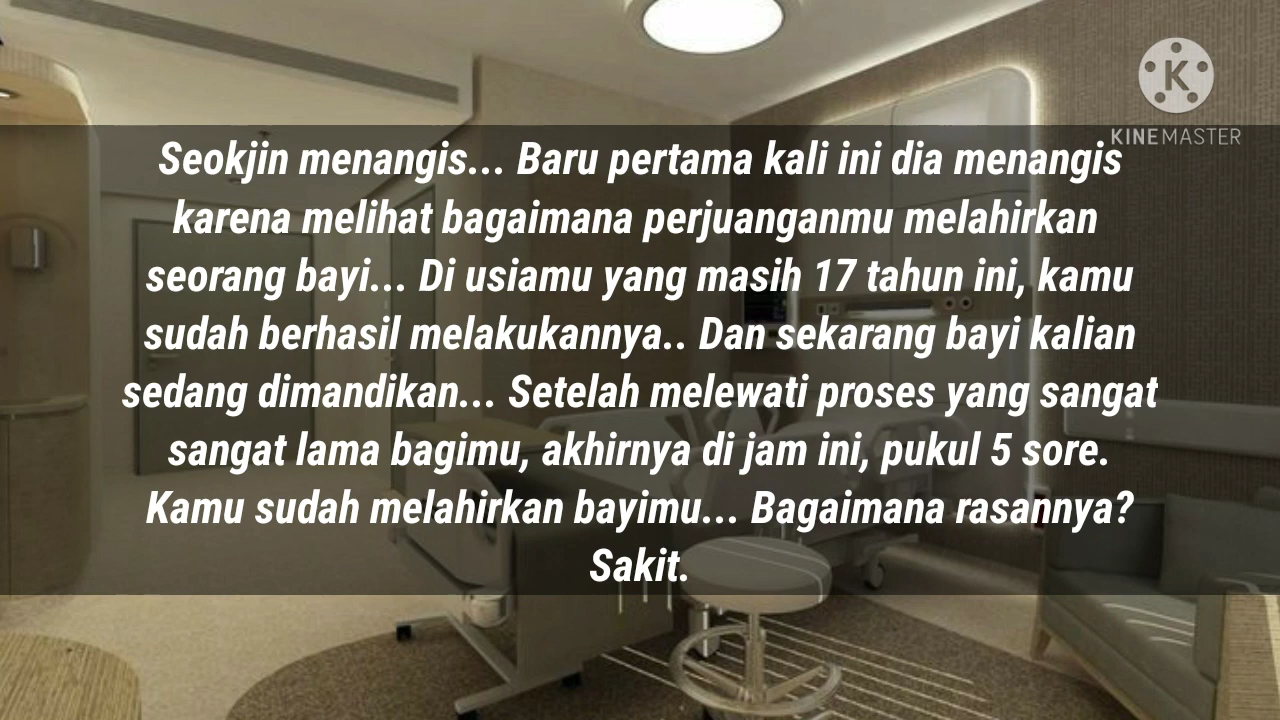 K
KINEMASTER
Seokjin menangis... Baru pertama kali ini dia menangis
karena melihat bagaimana perjuanganmu melahirkan
seorang bayi... Di usiamu yang masih 17 tahun ini, kamu
sudah berhasil melakukannya.. Dan sekarang bayi kalian
sedang dimandikan... Setelah melewati proses yang sangat
sangat lama bagimu, akhirnya di jam ini, pukul 5 sore.
Kamu sudah melahirkan bayimu... Bagaimana rasannya?
Sakit.